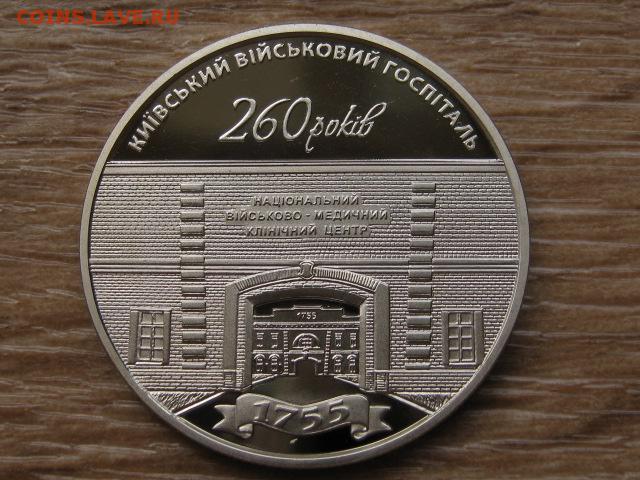 COINS.LAVE.RU
КИЇВСЬКИЙ ВІЙСЬКОВИЙ ГОСПІТАЛЬ
260 років
НАЦІОНАЛЬНИЙ
ВІЙСЬКОВО - МЕДИЧНИЙ
КЛІНІЧНИЙ ЦЕНТР
1755
1755